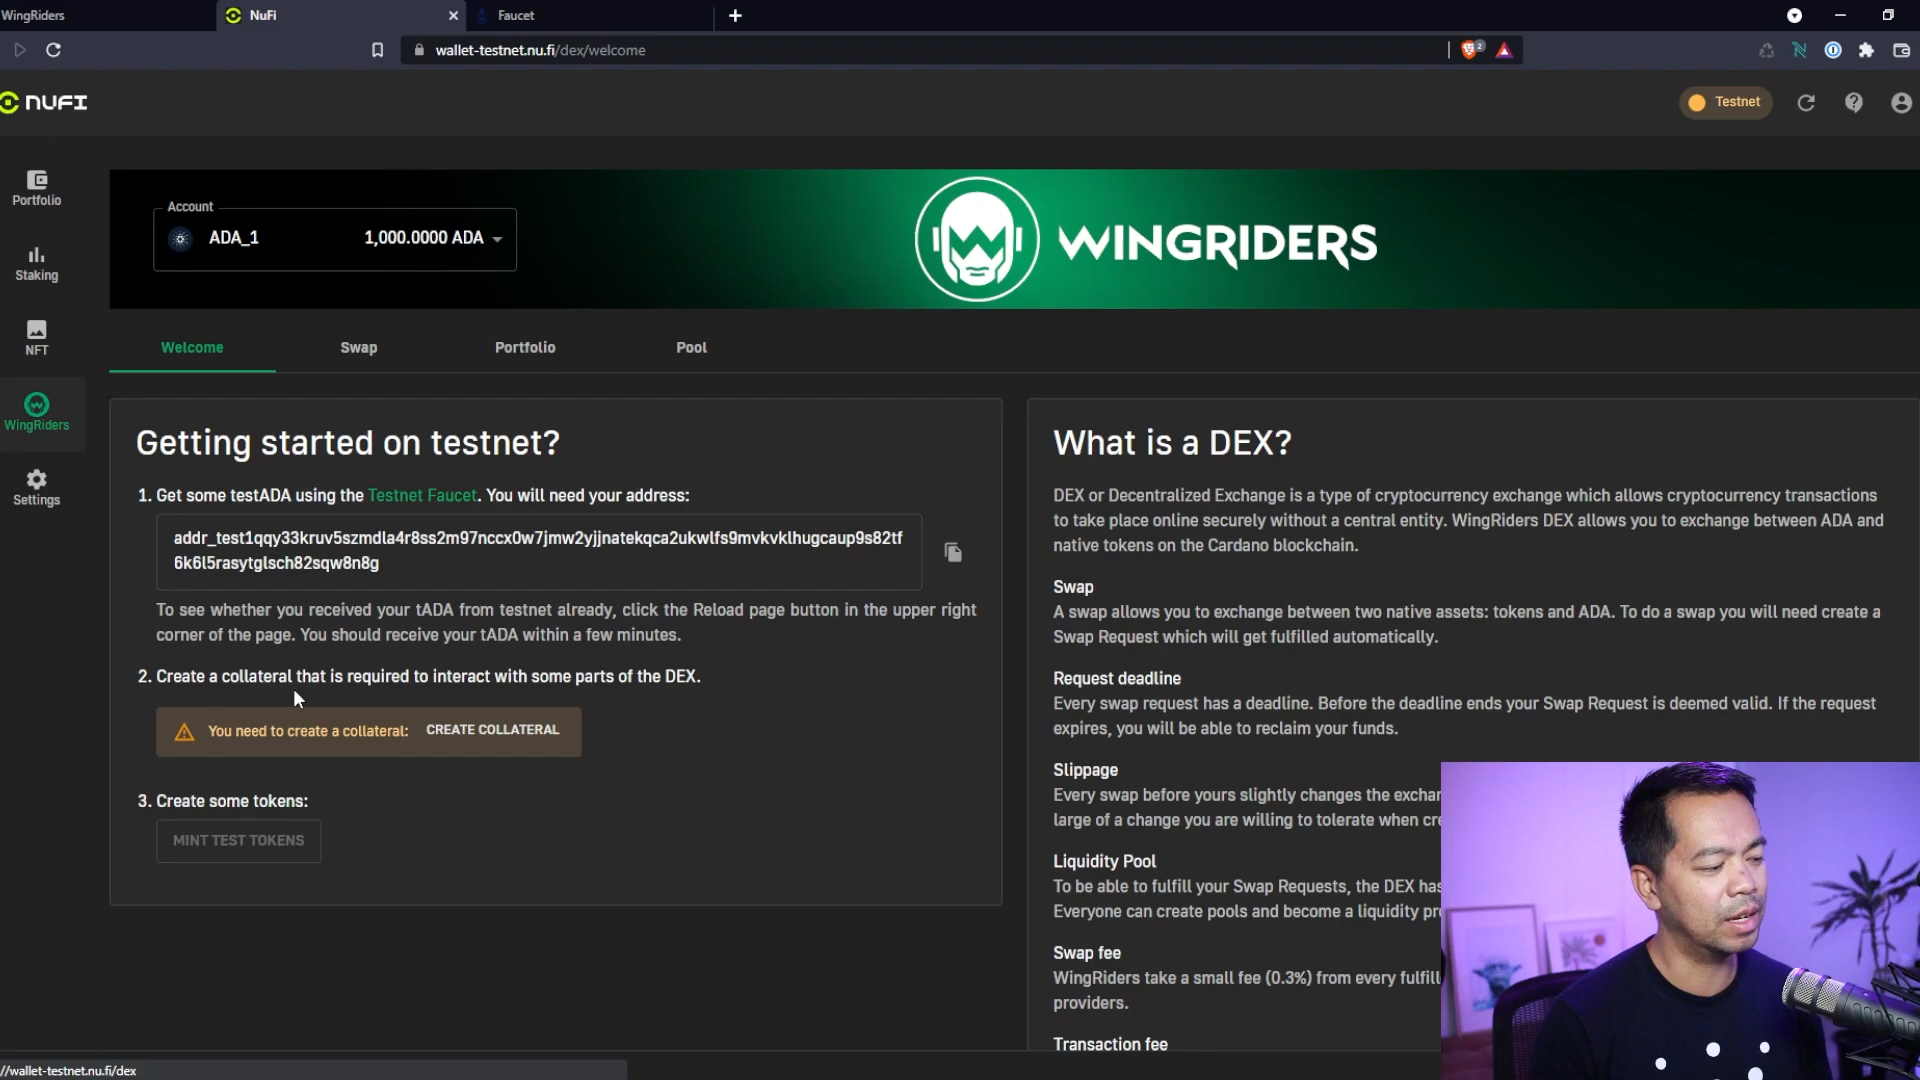 WingRiders
NuFi
Faucet
wallet-testnet.nu.fi/dex/welcome
2
NUFI
Testnet
Portfolio
Staking
NFT
WingRiders
Settings
Account
ADA_1
1,000.0000 ADA
WINGRIDERS
Welcome
Swap
Portfolio
Pool
Getting started on testnet?
1. Get some testADA using the Testnet Faucet. You will need your address:
addr_test1qqy33kruv5szmdla4r8ss2m97nccx0w7jmw2yjjnatekqca2ukwlfs9mvkvklhugcaup9s82tf
6k6l5rasytglsch82sqw8n8g
To see whether you received your tADA from testnet already, click the Reload page button in the upper right
corner of the page. You should receive your tADA within a few minutes.
2. Create a collateral that is required to interact with some parts of the DEX.
You need to create a collateral: CREATE COLLATERAL
3. Create some tokens:
MINT TEST TOKENS
What is a DEX?
DEX or Decentralized Exchange is a type of cryptocurrency exchange which allows cryptocurrency transactions
to take place online securely without a central entity. WingRiders DEX allows you to exchange between ADA and
native tokens on the Cardano blockchain.
Swap
A swap allows you to exchange between two native assets: tokens and ADA. To do a swap you will need create a
Swap Request which will get fulfilled automatically.
Request deadline
Every swap request has a deadline. Before the deadline ends your Swap Request is deemed valid. If the request
expires, you will be able to reclaim your funds.
Slippage
Every swap before yours slightly changes the exchan
large of a change you are willing to tolerate when cre
Liquidity Pool
To be able to fulfill your Swap Requests, the DEX has
Everyone can create pools and become a liquidity pr
Swap fee
WingRiders take a small fee (0.3%) from every fulfill
providers.
Transaction fee
//wallet-testnet.nu.fi/dex